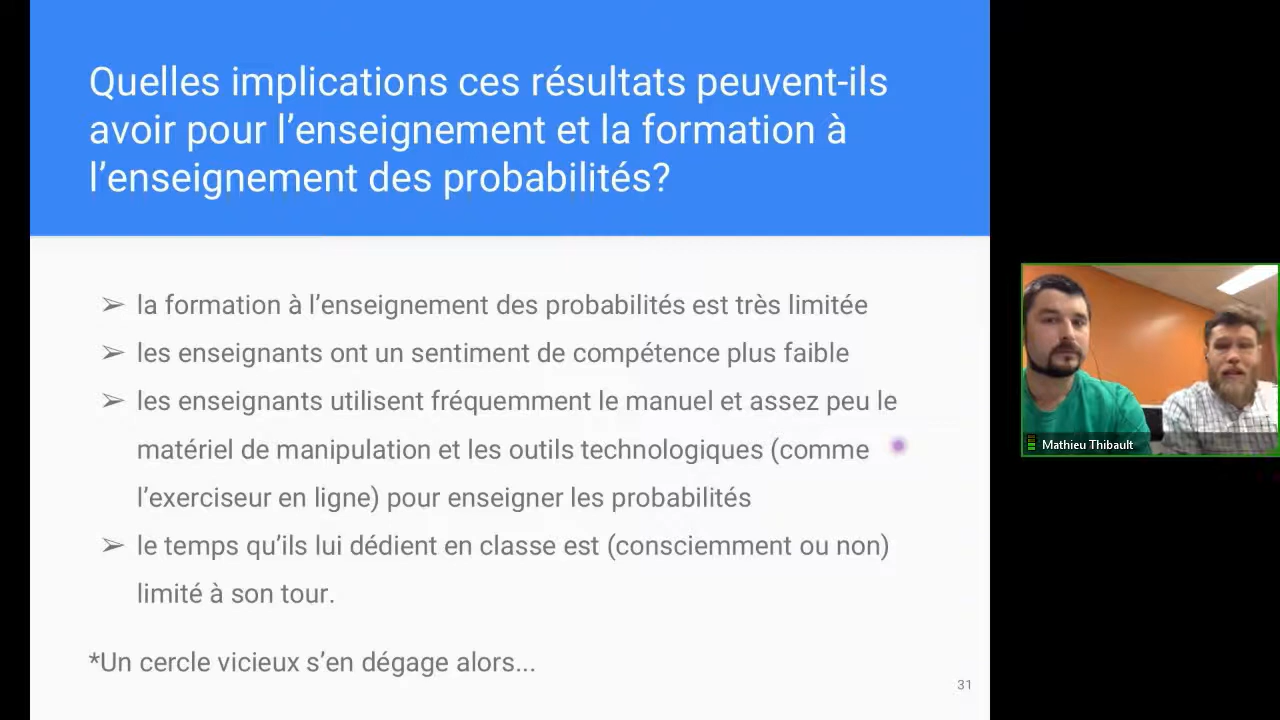 Quelles implications ces résultats peuvent-ils
avoir pour l’enseignement et la formation à
l’enseignement des probabilités?
➢ la formation à l’enseignement des probabilités est très limitée
➢ les enseignants ont un sentiment de compétence plus faible
➢ les enseignants utilisent fréquemment le manuel et assez peu le
matériel de manipulation et les outils technologiques (comme
l’exerciseur en ligne) pour enseigner les probabilités
➢ le temps qu’ils lui dédient en classe est (consciemment ou non)
limité à son tour.
*Un cercle vicieux s’en dégage alors...
31
Mathieu Thibault